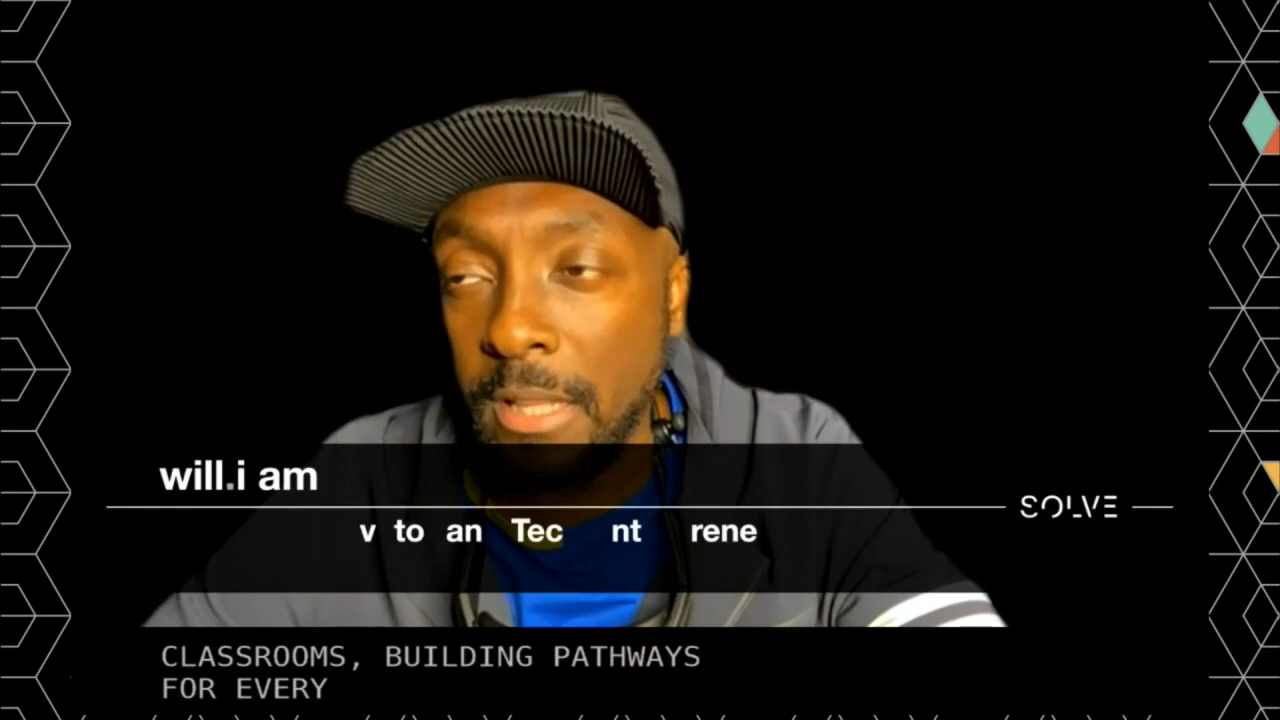 will.i am
SOLVE
v to an Tec nt rene
CLASSROOMS, BUILDING PATHWAYS
FOR EVERY